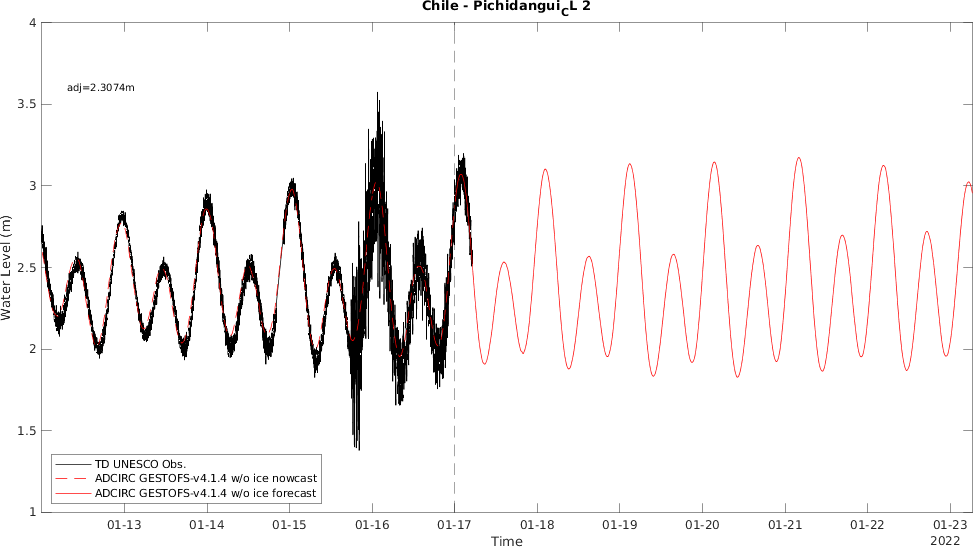 Chile - PichidanguiCL 2
4
adj=2.3074m
3.5
3
2.5
2
1.5
1
Water Level (m)
TD UNESCO Obs.
ADCIRC GESTOFS-v4.1.4 w/o ice nowcast
ADCIRC GESTOFS-v4.1.4 w/o ice forecast
01-13 01-14 01-15 01-16 01-17 01-18 01-19 01-20 01-21 01-22 01-23
Time 2022